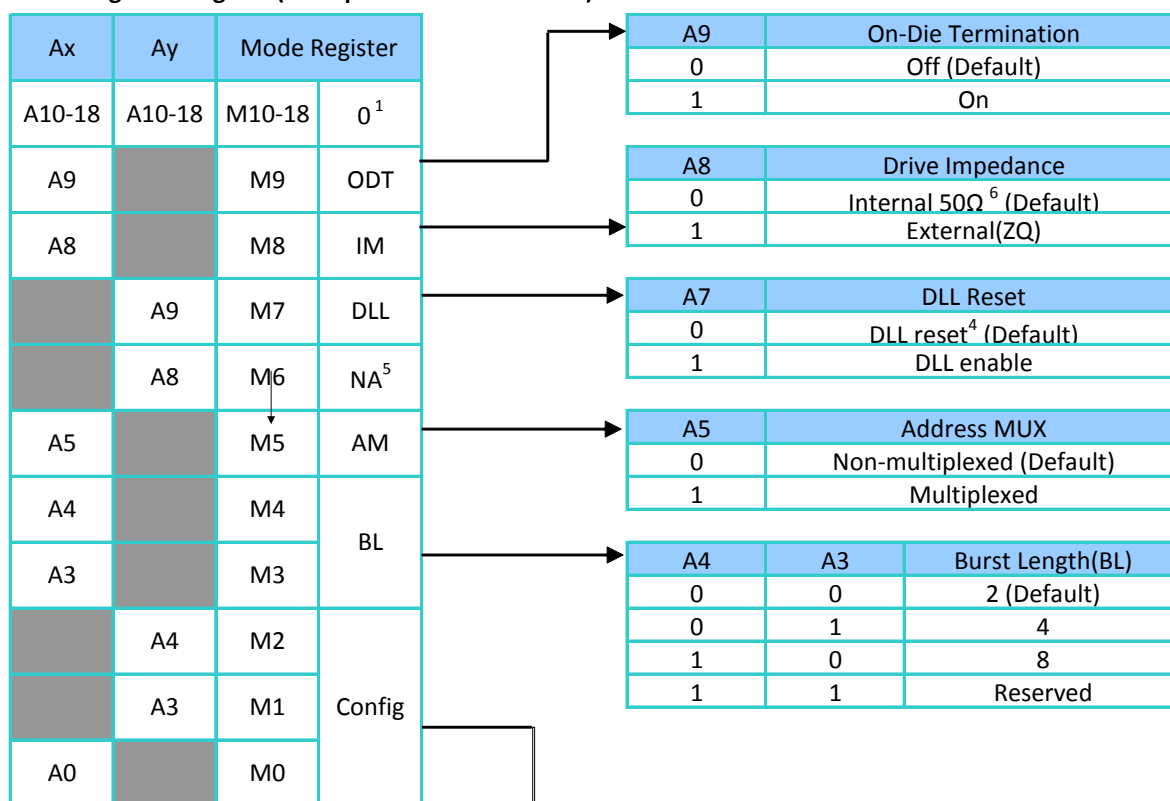 Ax Ay Mode Register
A10-18 A10-18 M10-18 0¹
A9 M9 ODT
A8 M8 IM
A9 M7 DLL
A8 M6 NA⁵
A5 M5 AM
A4 M4
BL
A3 M3
A4 M2
A3 M1 Config
A0 M0
A9 On-Die Termination
0 Off (Default)
1 On
A8 Drive Impedance
0 Internal 50Ω ⁶ (Default)
1 External(ZQ)
A7 DLL Reset
0 DLL reset⁴ (Default)
1 DLL enable
A5 Address MUX
0 Non-multiplexed (Default)
1 Multiplexed
A4 A3 Burst Length(BL)
0 0 2 (Default)
0 1 4
1 0 8
1 1 Reserved